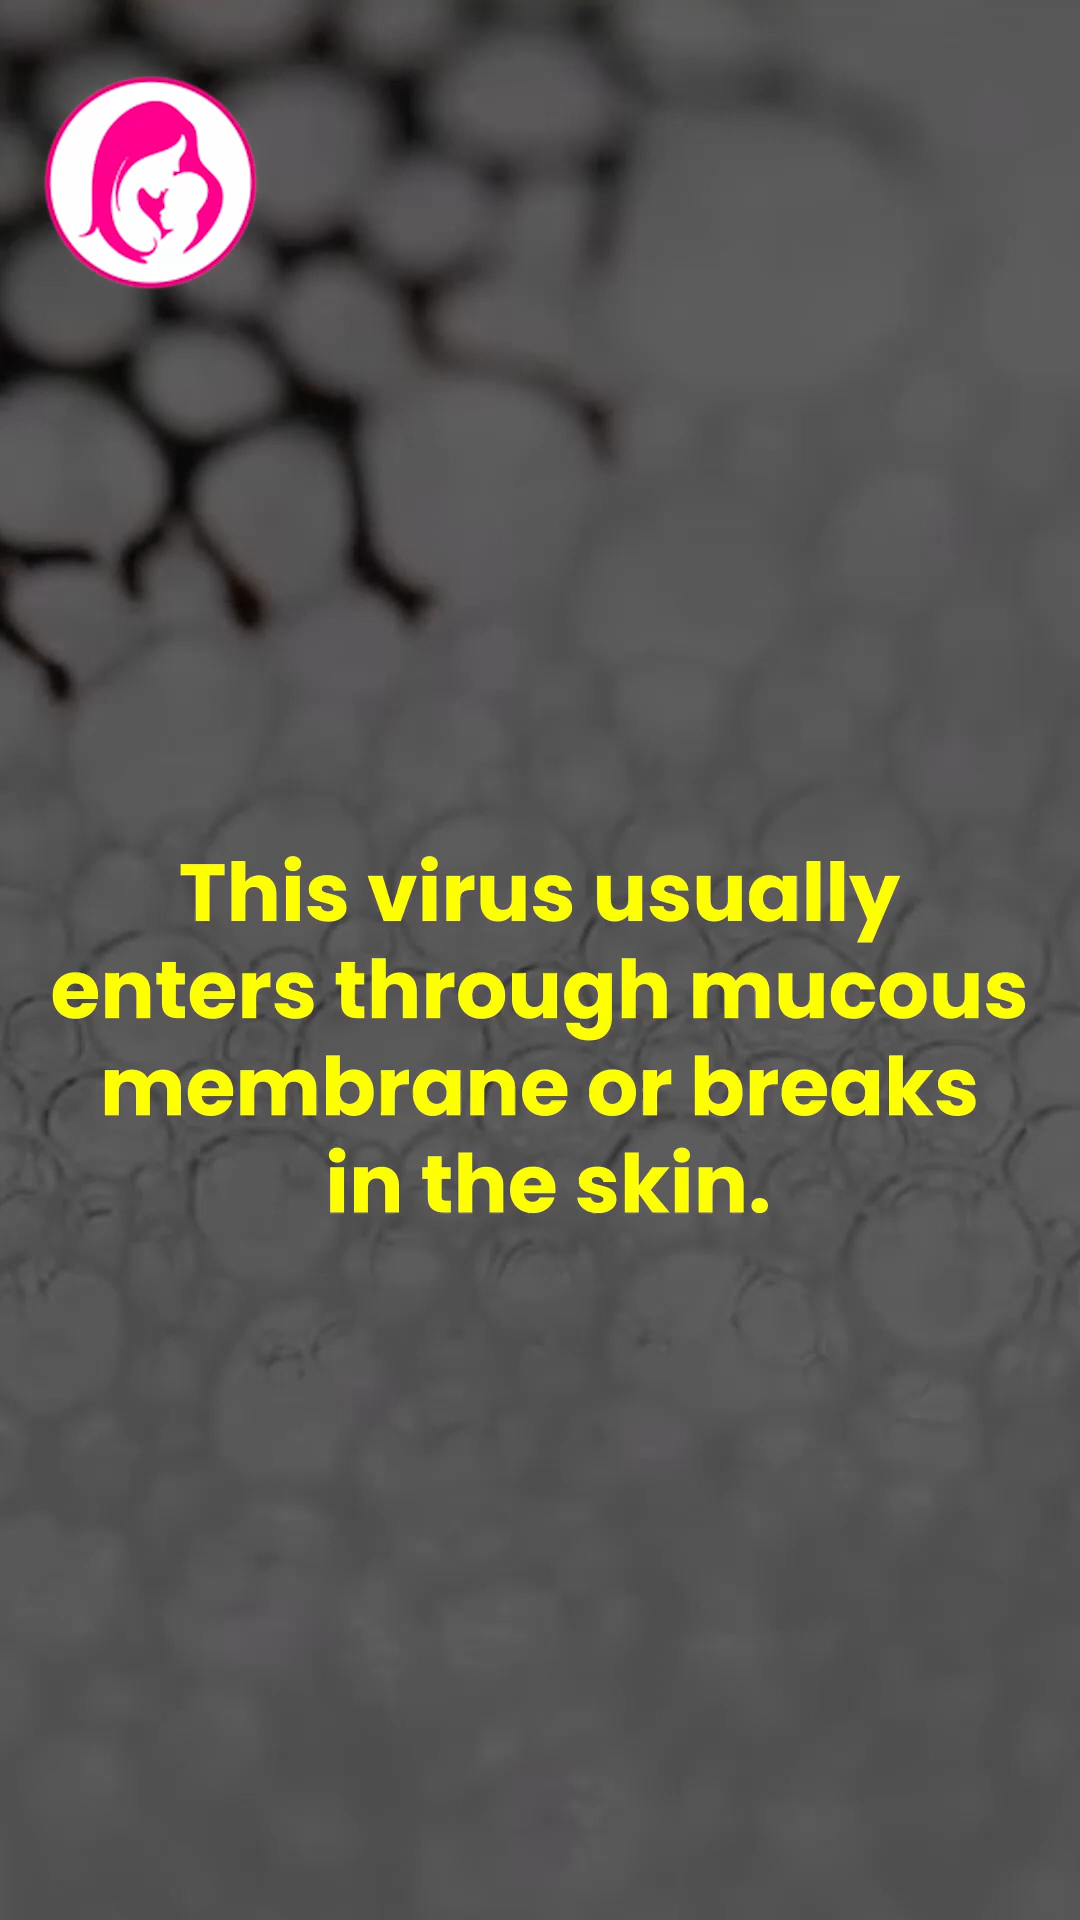 This virus usually
enters through mucous
membrane or breaks
in the skin.